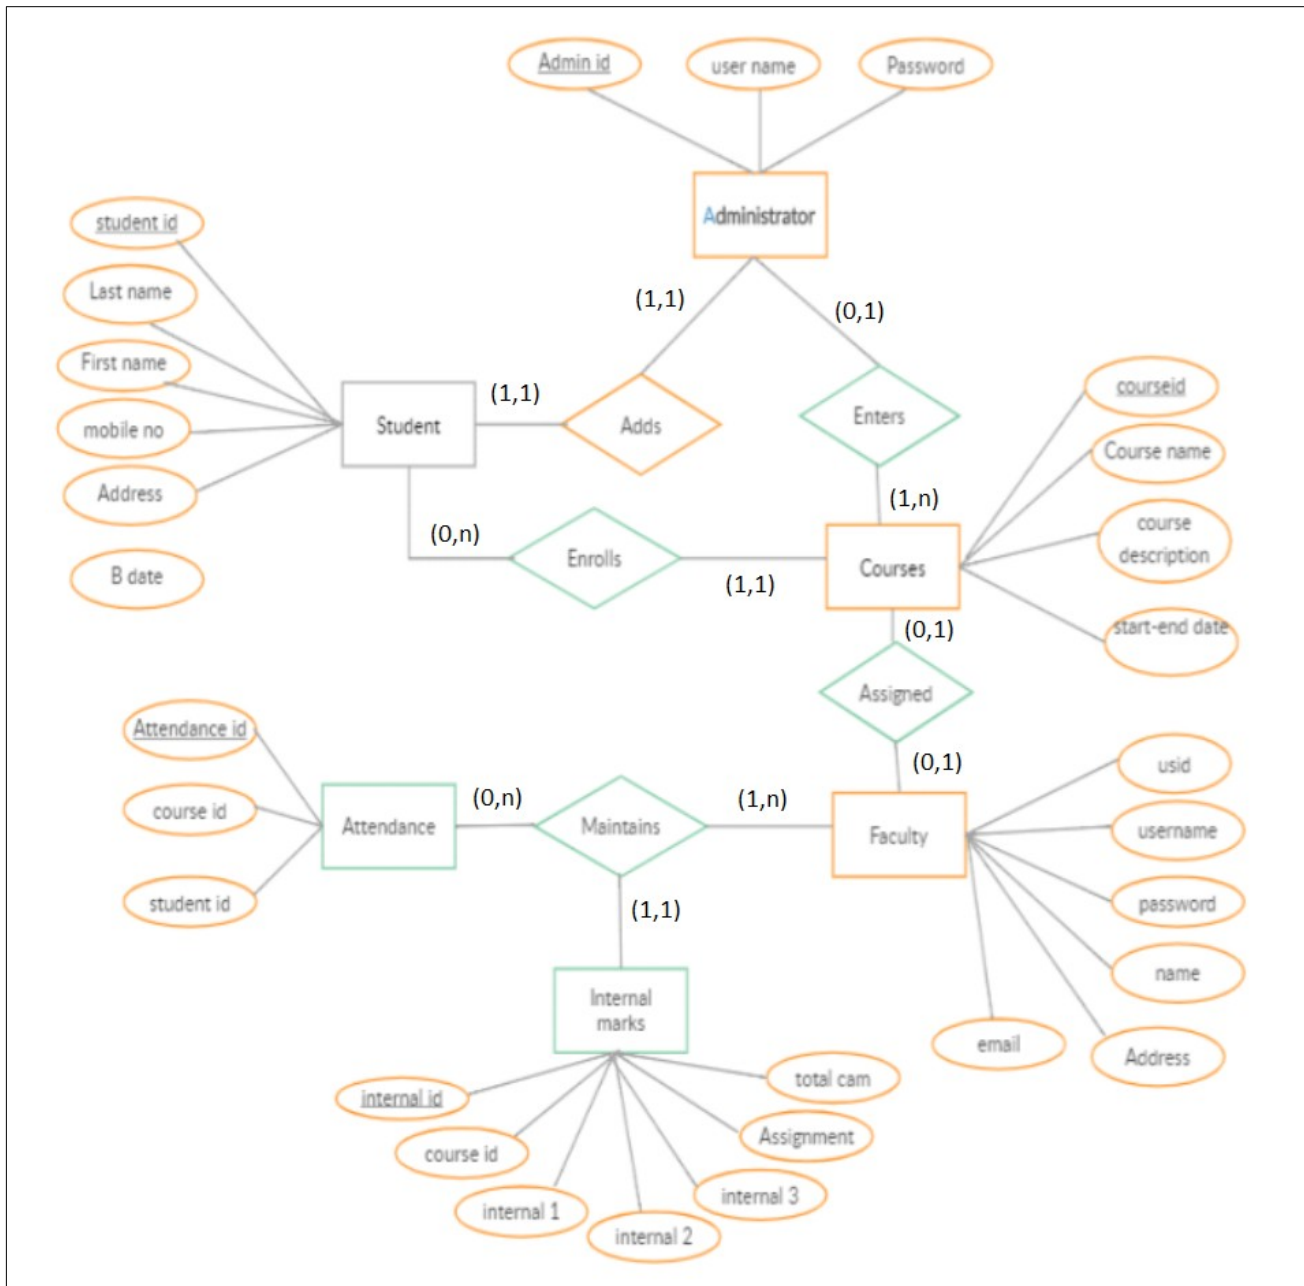 Admin id
user name
Password
Administrator
student id
Last name
First name
mobile no
Address
B date
Student
(1,1)
(1,1)
Adds
(0,1)
Enters
(1,n)
courseid
Course name
course
description
start-end date
(0,n)
Enrolls
(1,1)
Courses
(0,1)
Assigned
(0,1)
Attendance id
course id
student id
Attendance
(0,n)
Maintains
(1,n)
Faculty
usid
username
password
name
Address
email
(1,1)
Internal
marks
internal id
course id
internal 1
internal 2
internal 3
Assignment
total cam